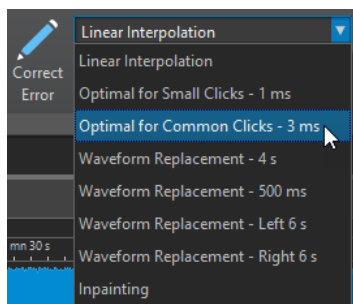 Linear Interpolation
Correct
Error
Linear Interpolation
Optimal for Small Clicks - 1 ms
Optimal for Common Clicks - 3 ms
Waveform Replacement - 4 s
Waveform Replacement - 500 ms
Waveform Replacement - Left 6 s
Waveform Replacement - Right 6 s
mn 30 s
Inpainting